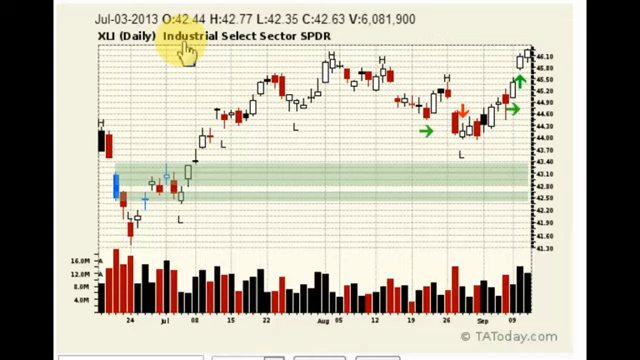 Jul-03-2013 O:42.44 H:42.77 L:42.35 C:42.63 V:6,081,900
XLI (Daily) Industrial Select Sector SPDR
H
H
H
H
L
L
L
L
L
46.10
45.80
45.20
44.90
44.60
44.30
44.00
43.70
43.40
43.10
42.80
42.50
42.20
41.90
41.60
41.30
16.0M
12.0M
8.0M
4.0M
24 Jul 08 15 22 Aug 05 12 19 26 Sep 09
© TAToday.com